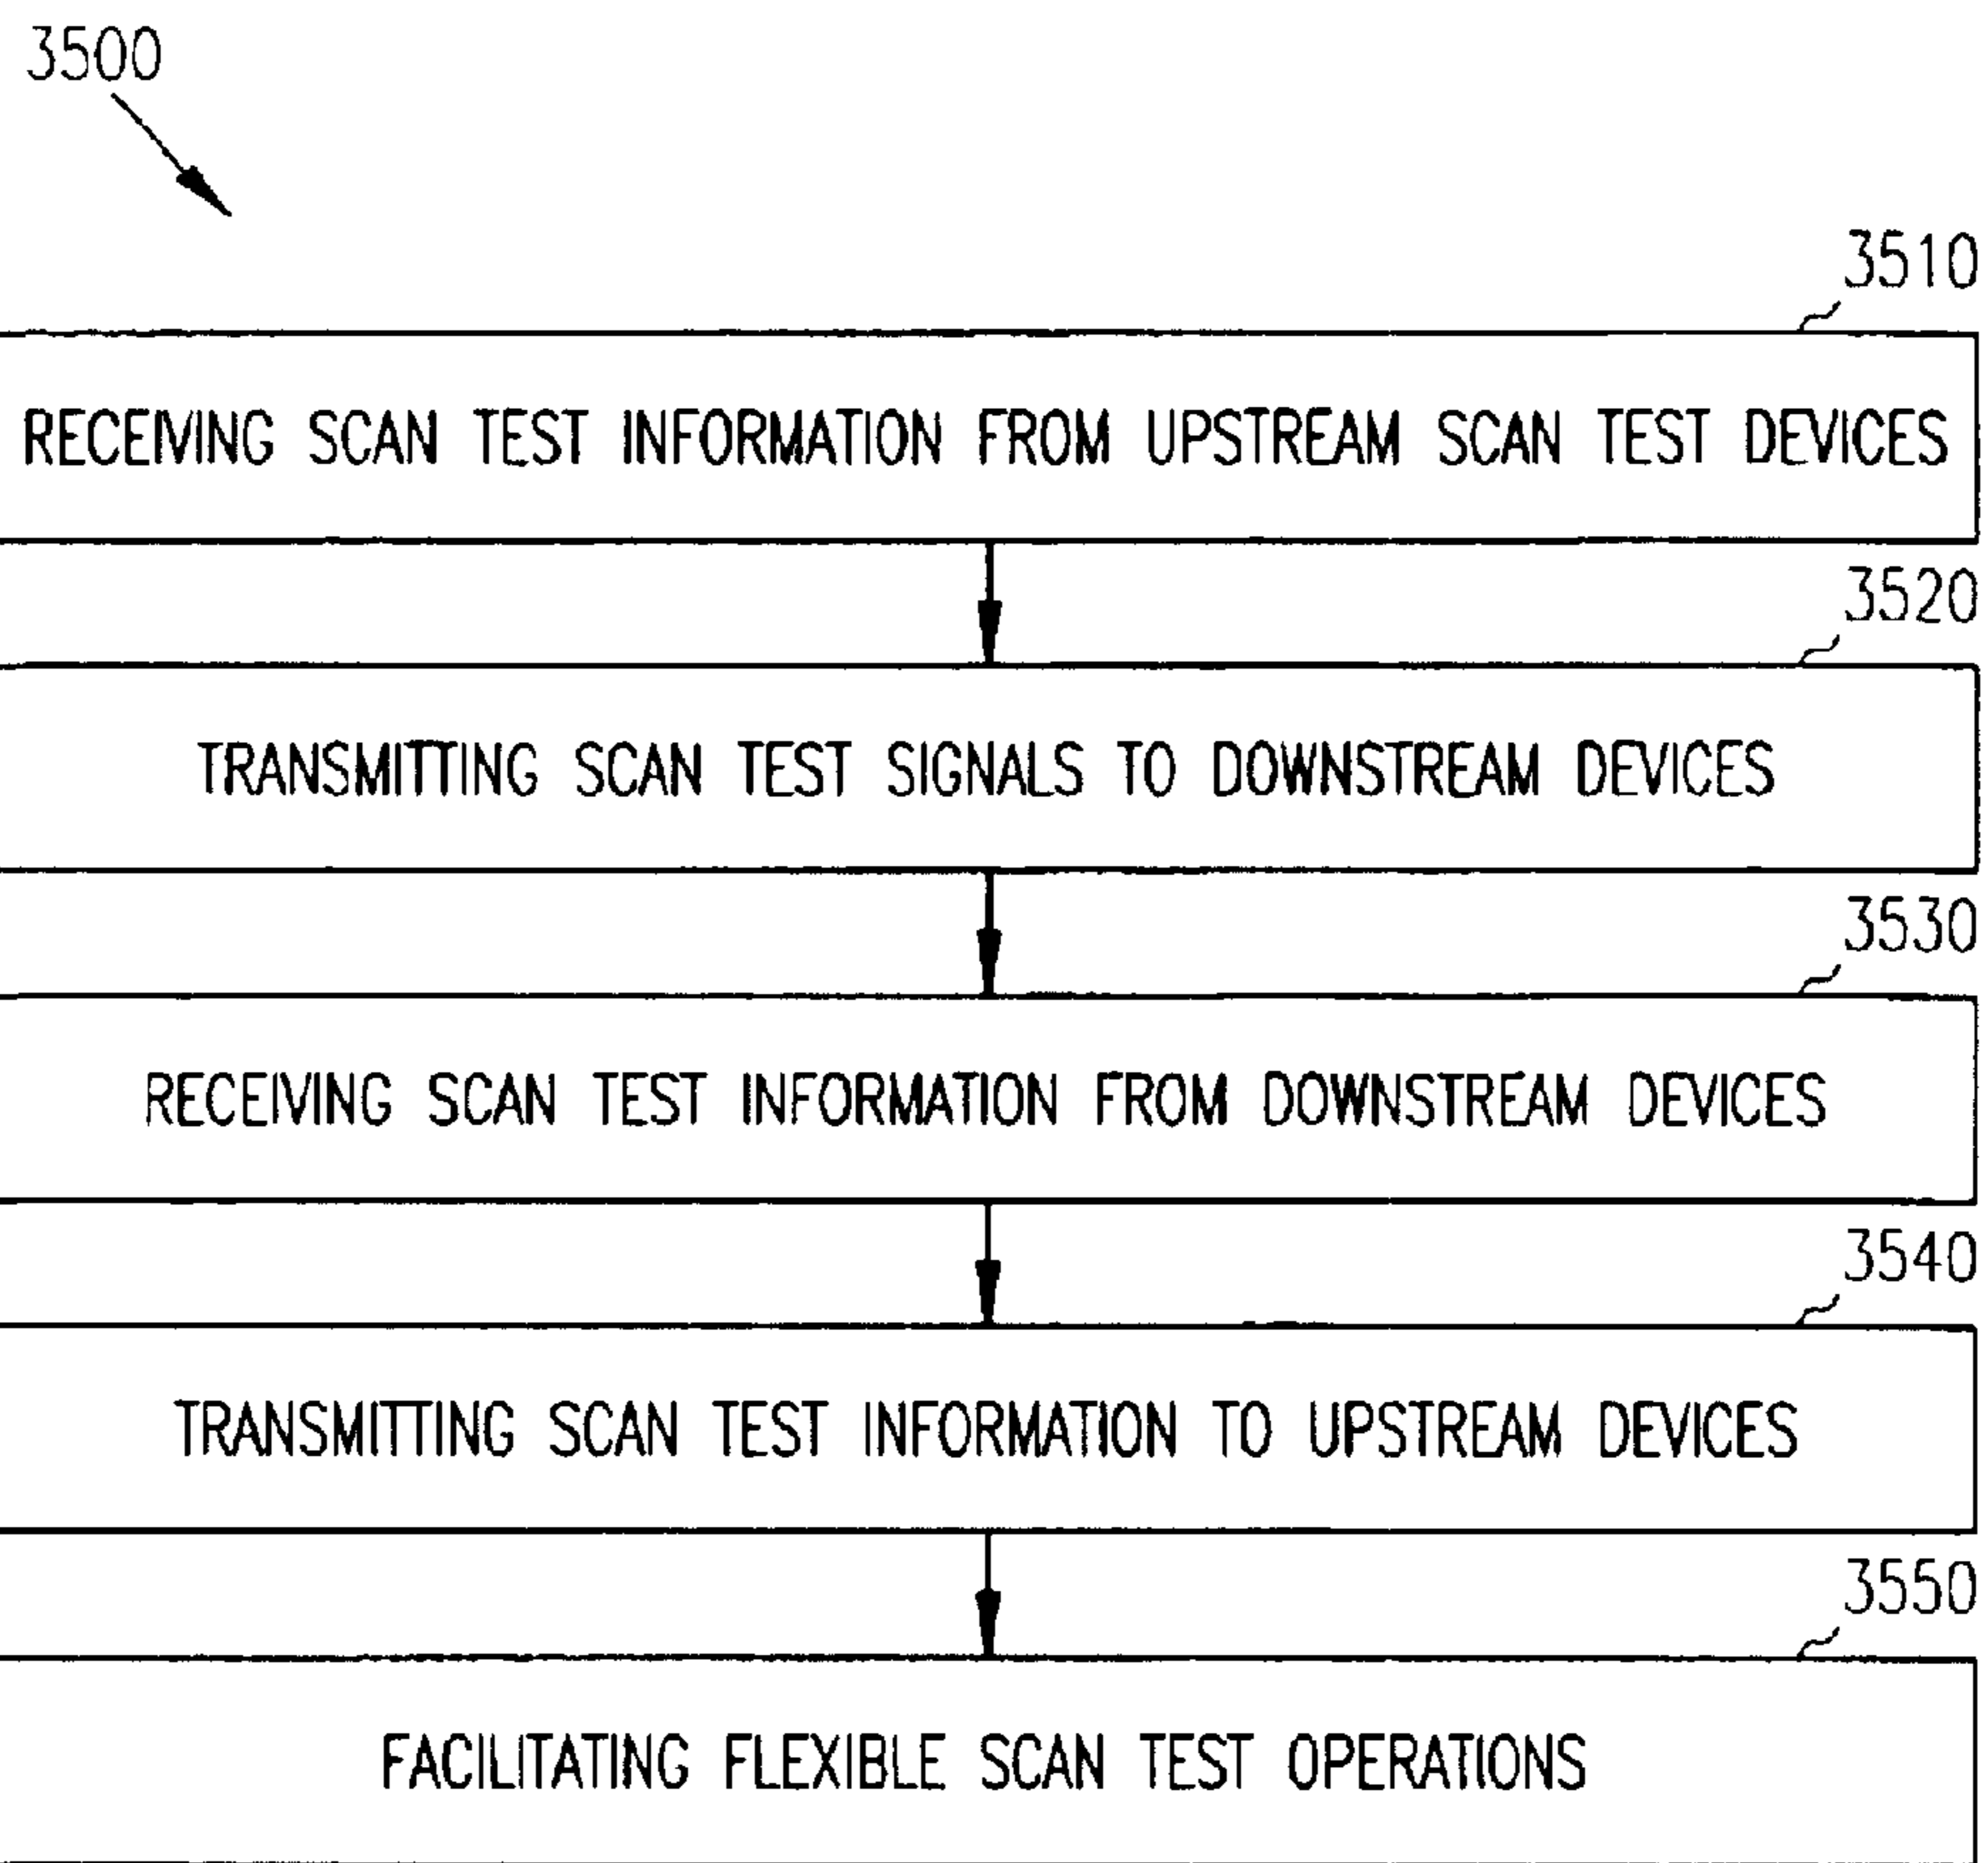 3500
3510
RECEIVING SCAN TEST INFORMATION FROM UPSTREAM SCAN TEST DEVICES
3520
TRANSMITTING SCAN TEST SIGNALS TO DOWNSTREAM DEVICES
3530
RECEIVING SCAN TEST INFORMATION FROM DOWNSTREAM DEVICES
3540
TRANSMITTING SCAN TEST INFORMATION TO UPSTREAM DEVICES
3550
FACILITATING FLEXIBLE SCAN TEST OPERATIONS